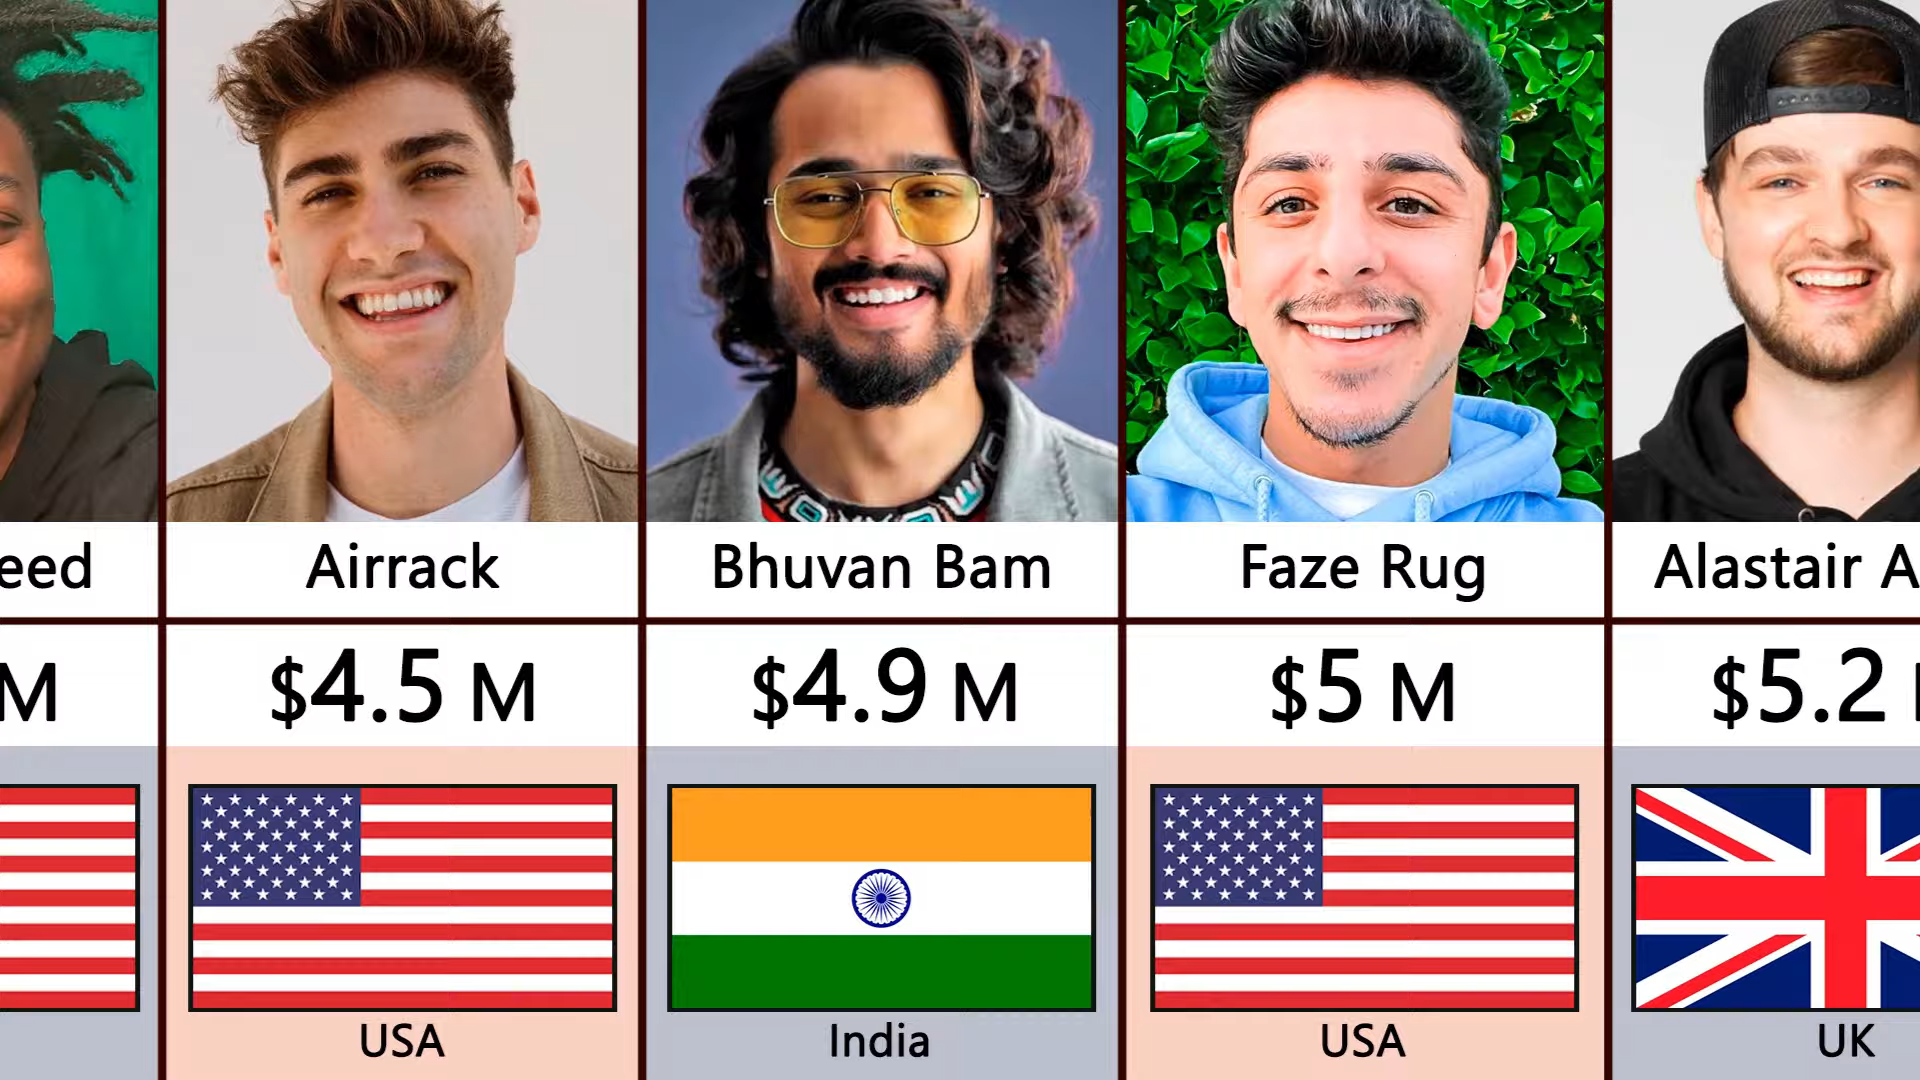 eed
Airrack
Bhuvan Bam
Faze Rug
Alastair A
M
$4.5 M
$4.9 M
$5 M
$5.2
USA
India
USA
UK